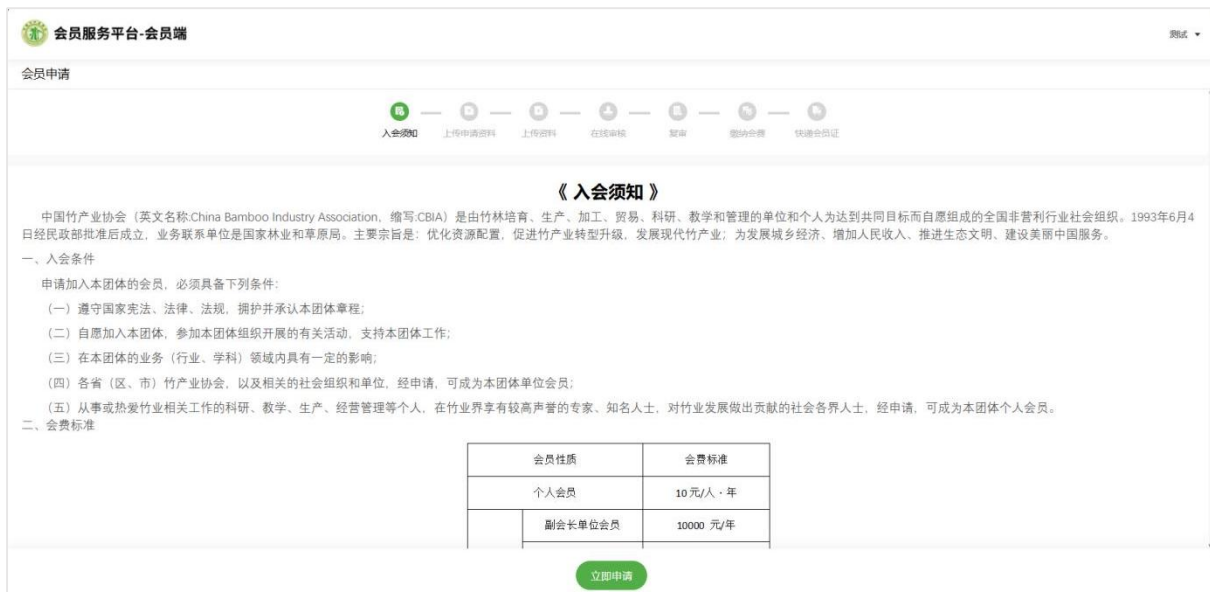 会员服务平台-会员端
测试
会员申请
入会须知 上传申请资料 上传资料 在线审核 复审 缴纳会费 快递会员证
《 入会须知 》
中国竹产业协会（英文名称:China Bamboo Industry Association，缩写:CBIA）是由竹林培育、生产、加工、贸易、科研、教学和管理的单位和个人为达到共同目标而自愿组成的全国非营利行业社会组织。1993年6月4
日经民政部批准后成立，业务联系单位是国家林业和草原局。主要宗旨是：优化资源配置，促进竹产业转型升级，发展现代竹产业；为发展城乡经济、增加人民收入、推进生态文明、建设美丽中国服务。
一、入会条件
申请加入本团体的会员，必须具备下列条件：
（一）遵守国家宪法、法律、法规，拥护并承认本团体章程;
（二）自愿加入本团体，参加本团体组织开展的有关活动，支持本团体工作;
（三）在本团体的业务（行业、学科）领域内具有一定的影响;
（四）各省（区、市）竹产业协会，以及相关的社会组织和单位，经申请，可成为本团体单位会员;
（五）从事或热爱竹业相关工作的科研、教学、生产、经营管理等个人，在竹业界享有较高声誉的专家、知名人士，对竹业发展做出贡献的社会各界人士，经申请，可成为本团体个人会员。
二、会费标准
会员性质 会费标准
个人会员 10元/人·年
副会长单位会员 10000 元/年
立即申请